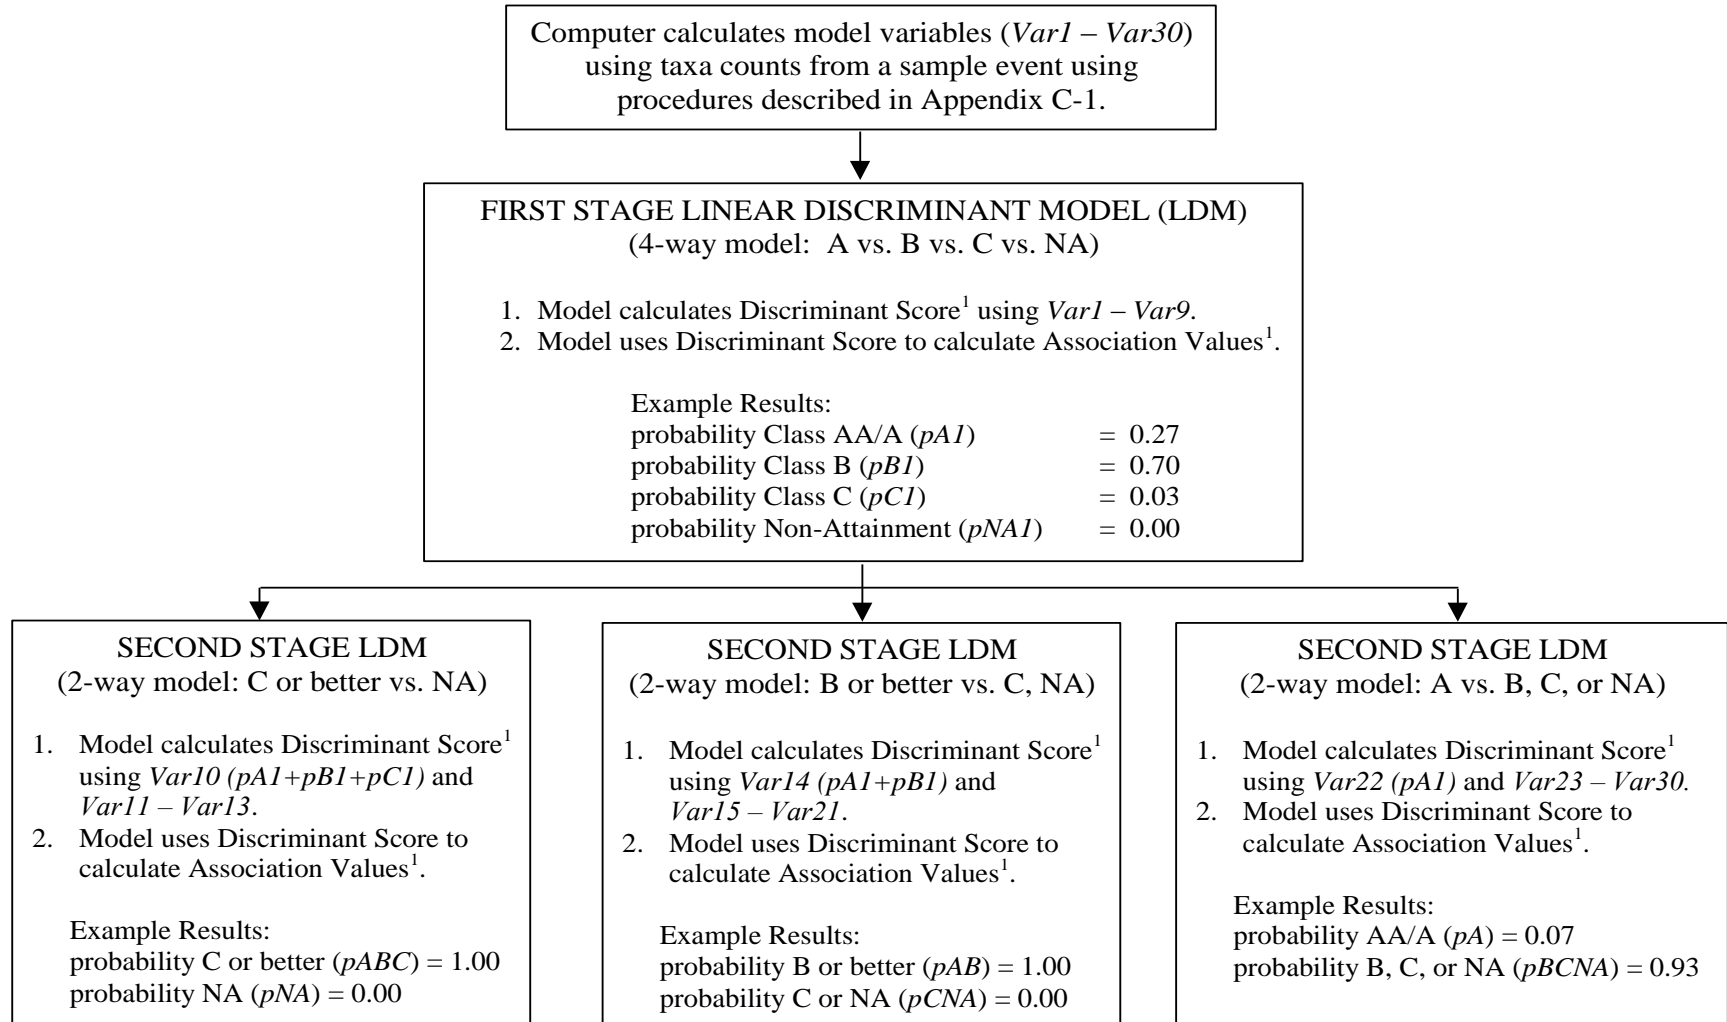 Computer calculates model variables (Var1 – Var30)
using taxa counts from a sample event using
procedures described in Appendix C-1.
FIRST STAGE LINEAR DISCRIMINANT MODEL (LDM)
(4-way model:  A vs. B vs. C vs. NA)
1. Model calculates Discriminant Score¹ using Var1 – Var9.
2. Model uses Discriminant Score to calculate Association Values¹.
Example Results:
probability Class AA/A (pA1) = 0.27
probability Class B (pB1) = 0.70
probability Class C (pC1) = 0.03
probability Non-Attainment (pNA1) = 0.00
SECOND STAGE LDM
(2-way model: C or better vs. NA)
1. Model calculates Discriminant Score¹
using Var10 (pA1+pB1+pC1) and
Var11 – Var13.
2. Model uses Discriminant Score to
calculate Association Values¹.
Example Results:
probability C or better (pABC) = 1.00
probability NA (pNA) = 0.00
SECOND STAGE LDM
(2-way model: B or better vs. C, NA)
1. Model calculates Discriminant Score¹
using Var14 (pA1+pB1) and
Var15 – Var21.
2. Model uses Discriminant Score to
calculate Association Values¹.
Example Results:
probability B or better (pAB) = 1.00
probability C or NA (pCNA) = 0.00
SECOND STAGE LDM
(2-way model: A vs. B, C, or NA)
1. Model calculates Discriminant Score¹
using Var22 (pA1) and Var23 – Var30.
2. Model uses Discriminant Score to
calculate Association Values¹.
Example Results:
probability AA/A (pA) = 0.07
probability B, C, or NA (pBCNA) = 0.93